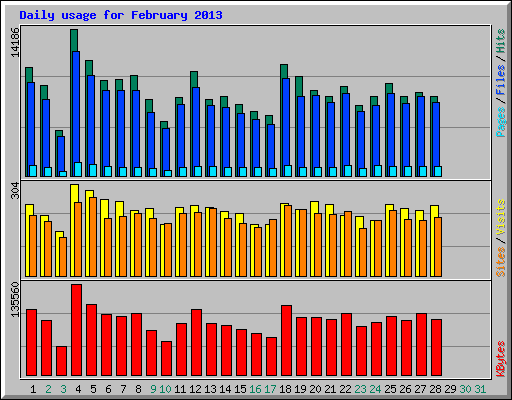 Daily usage for February 2013
14186
Pages / Files / Hits
304
Sites / Visits
135560
KBytes
1 2 3 4 5 6 7 8 9 10 11 12 13 14 15 16 17 18 19 20 21 22 23 24 25 26 27 28 29 30 31